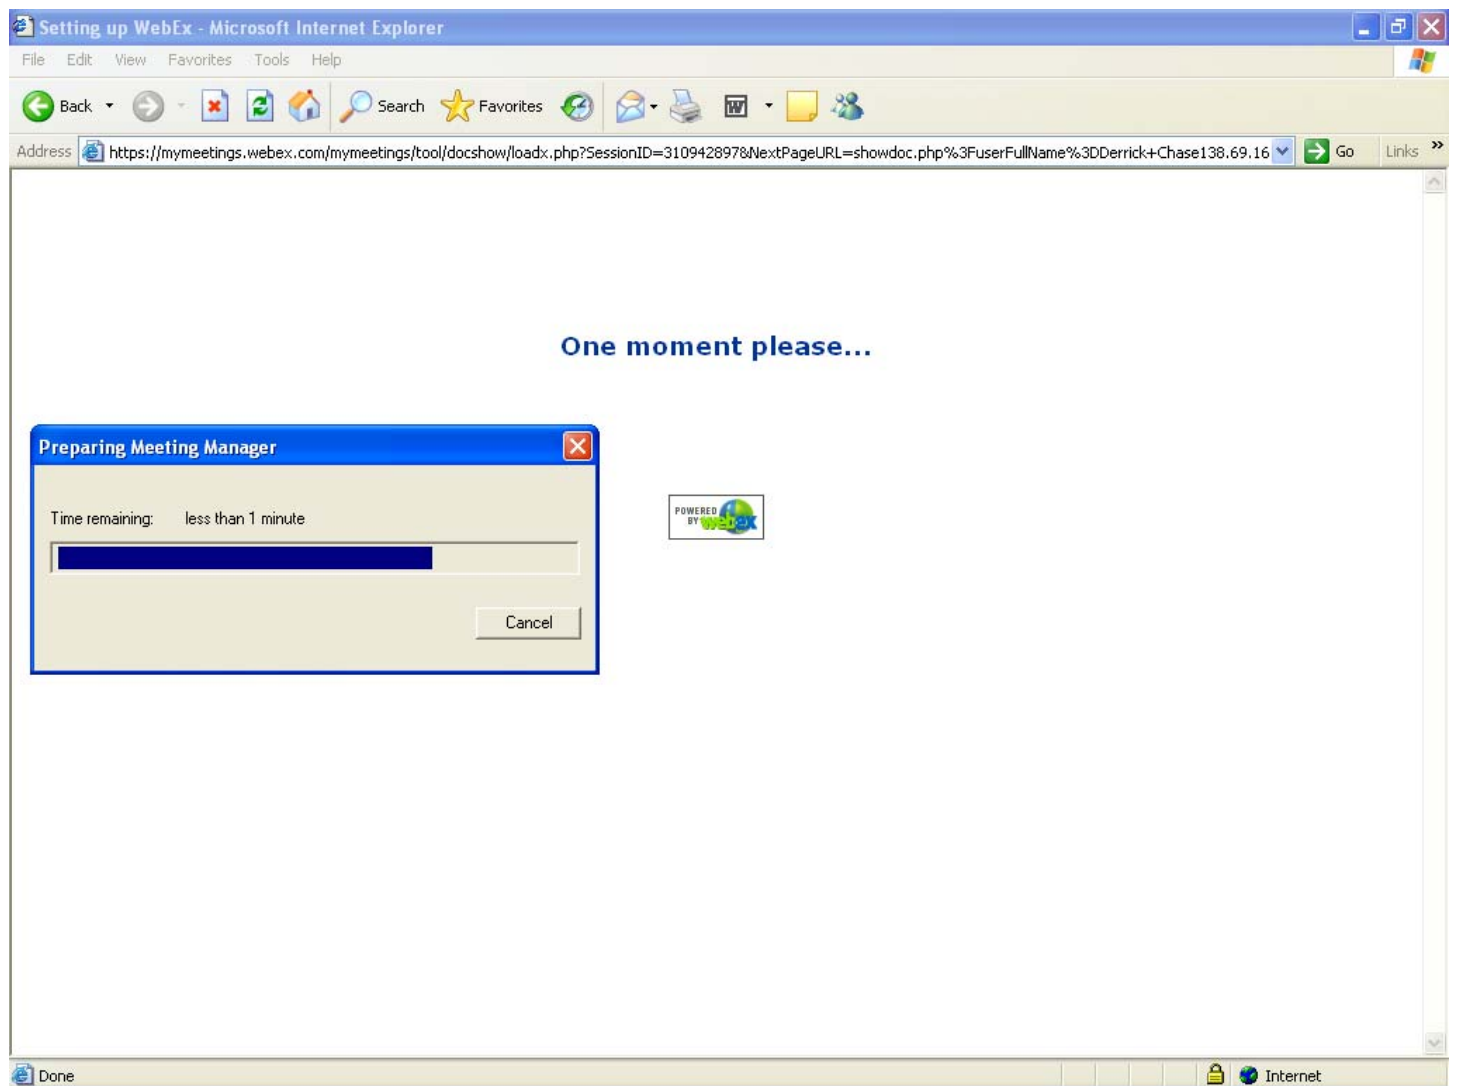 Setting up WebEx - Microsoft Internet Explorer
File Edit View Favorites Tools Help
Back Search Favorites
Address https://mymeetings.webex.com/mymeetings/tool/docshow/loadx.php?SessionID=310942897&NextPageURL=showdoc.php%3FuserFullName%3DDerrick+Chase138.69.16 Go Links »
One moment please...
Preparing Meeting Manager
Time remaining: less than 1 minute
POWERED
BY webex
Cancel
Done Internet